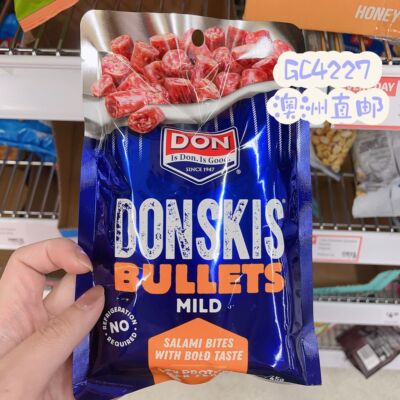 HONEY
GC4227
澳洲直邮
DON
Is Don. Is Good.
SINCE 1947
DONSKIS
BULLETS
MILD
NO
REFRIGERATION
REQUIRED
SALAMI BITES
WITH BOLD TASTE